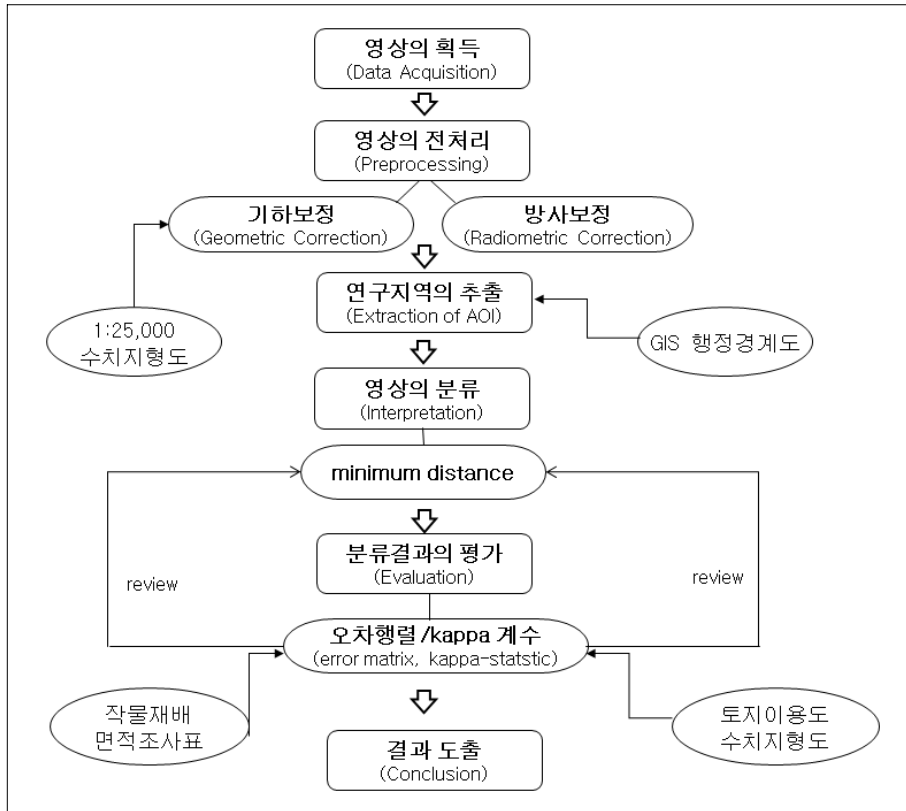 영상의 획득
(Data Acquisition)
영상의 전처리
(Preprocessing)
기하보정
(Geometric Correction)
방사보정
(Radiometric Correction)
연구지역의 추출
(Extraction of AOI)
1:25,000
수치지형도
GIS 행정경계도
영상의 분류
(Interpretation)
minimum distance
분류결과의 평가
(Evaluation)
review
review
오차행렬/kappa 계수
(error matrix, kappa-statstic)
작물재배
면적조사표
토지이용도
수치지형도
결과 도출
(Conclusion)